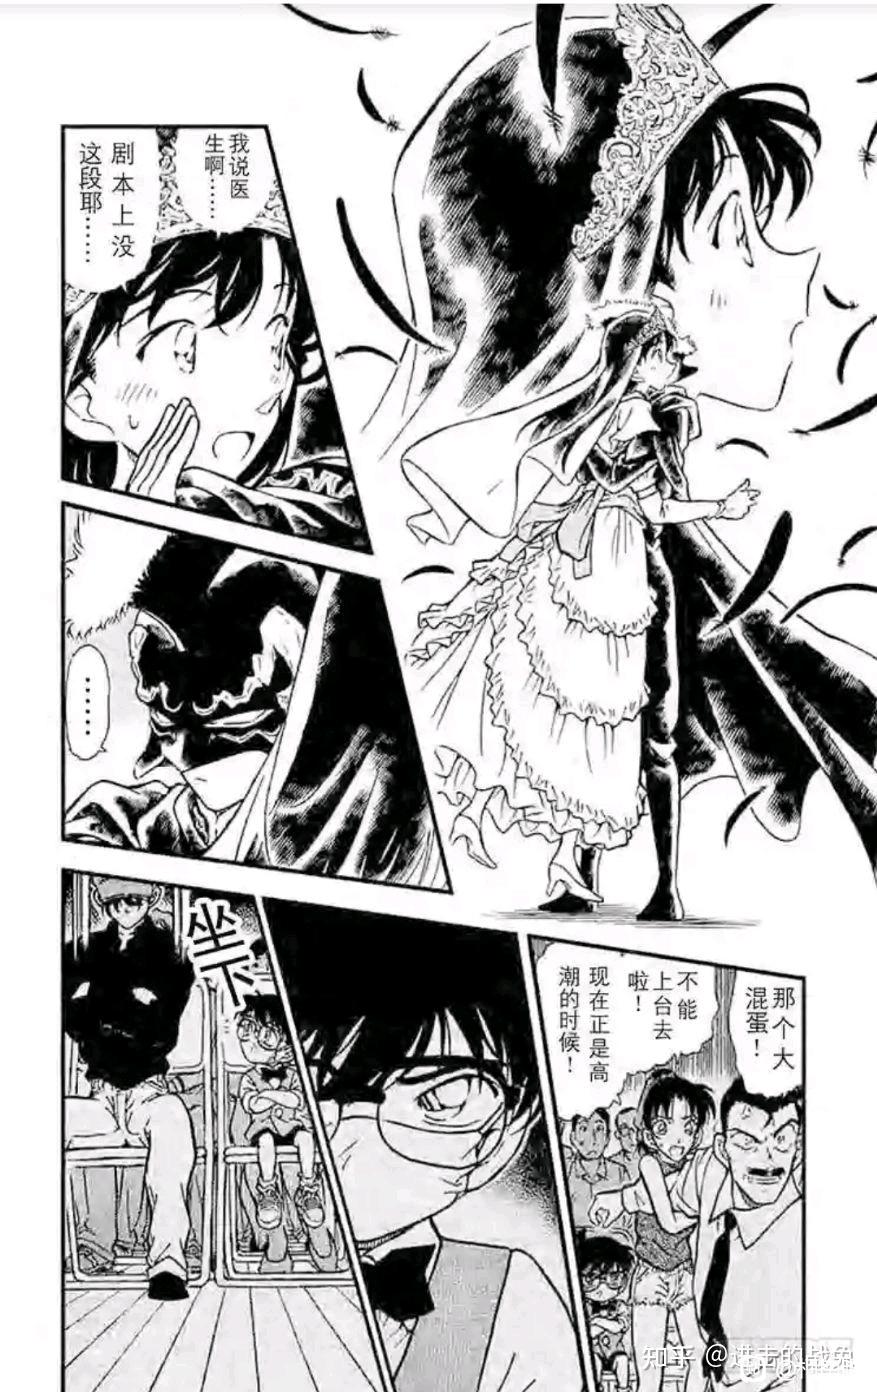 我说医
生啊……
剧本上没
这段耶……
……
那个大
混蛋！
不能
上台去
啦！
现在正是高
潮的时候！
坐下
知乎 @进击的战兔